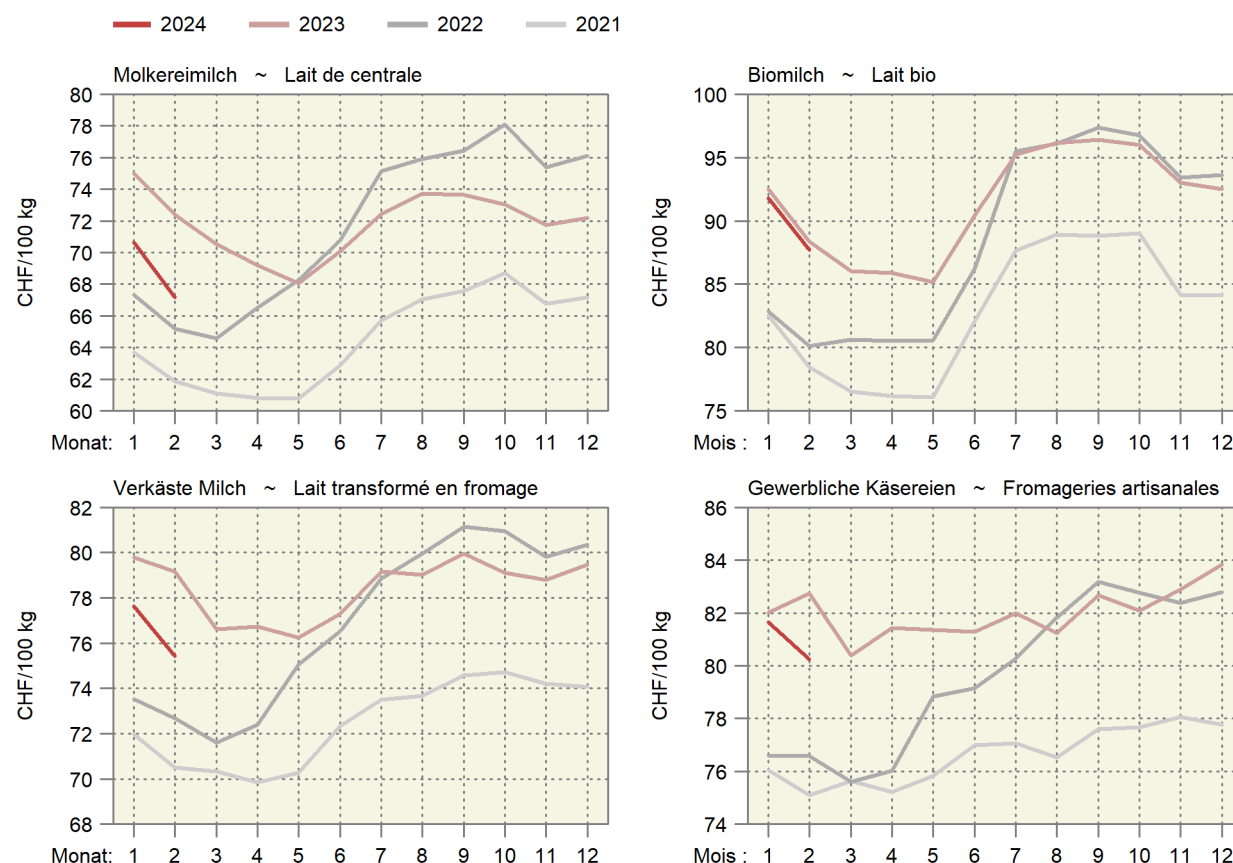 2024 2023 2022 2021
Molkereimilch ~ Lait de centrale
CHF/100 kg
80
78
76
74
72
70
68
66
64
62
60
Monat: 1 2 3 4 5 6 7 8 9 10 11 12
Biomilch ~ Lait bio
CHF/100 kg
100
95
90
85
80
75
Mois : 1 2 3 4 5 6 7 8 9 10 11 12
Verkäste Milch ~ Lait transformé en fromage
CHF/100 kg
82
80
78
76
74
72
70
68
Monat: 1 2 3 4 5 6 7 8 9 10 11 12
Gewerbliche Käsereien ~ Fromageries artisanales
CHF/100 kg
86
84
82
80
78
76
74
Mois : 1 2 3 4 5 6 7 8 9 10 11 12